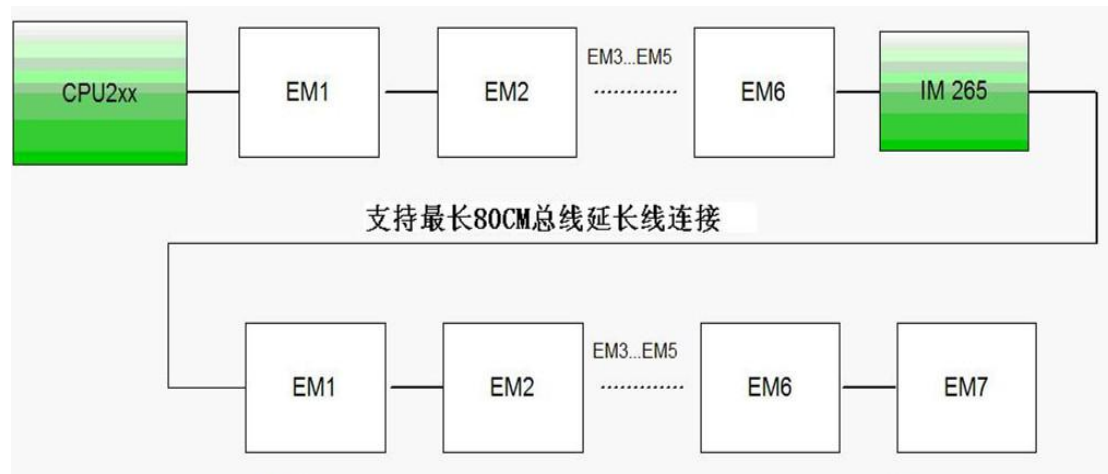 CPU2xx
EM1
EM2
EM3...EM5
.............
EM6
IM 265
支持最长80CM总线延长线连接
EM1
EM2
EM3...EM5
.............
EM6
EM7